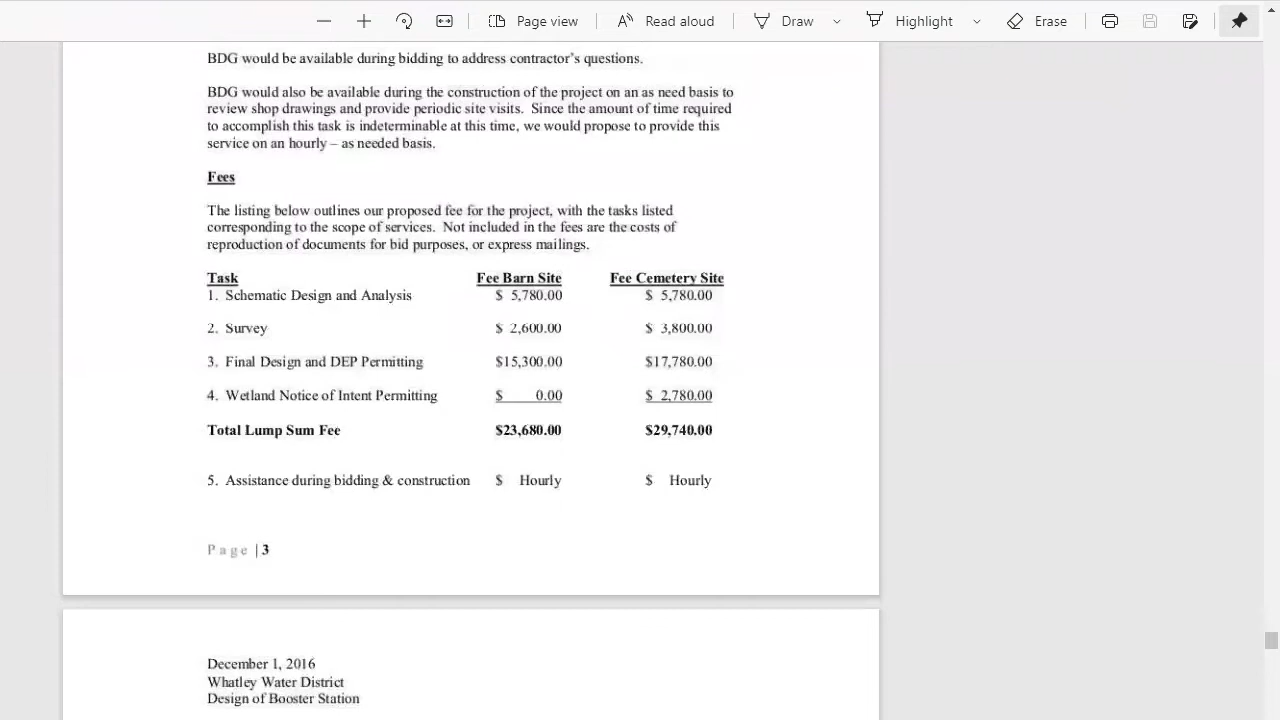 Page view
Read aloud
Draw
Highlight
Erase
BDG would be available during bidding to address contractor's questions.
BDG would also be available during the construction of the project on an as need basis to
review shop drawings and provide periodic site visits. Since the amount of time required
to accomplish this task is indeterminable at this time, we would propose to provide this
service on an hourly – as needed basis.
Fees
The listing below outlines our proposed fee for the project, with the tasks listed
corresponding to the scope of services. Not included in the fees are the costs of
reproduction of documents for bid purposes, or express mailings.
Task Fee Barn Site Fee Cemetery Site
1. Schematic Design and Analysis $ 5,780.00 $ 5,780.00
2. Survey $ 2,600.00 $ 3,800.00
3. Final Design and DEP Permitting $15,300.00 $17,780.00
4. Wetland Notice of Intent Permitting $ 0.00 $ 2,780.00
Total Lump Sum Fee $23,680.00 $29,740.00
5. Assistance during bidding & construction $ Hourly $ Hourly
Page | 3
December 1, 2016
Whatley Water District
Design of Booster Station